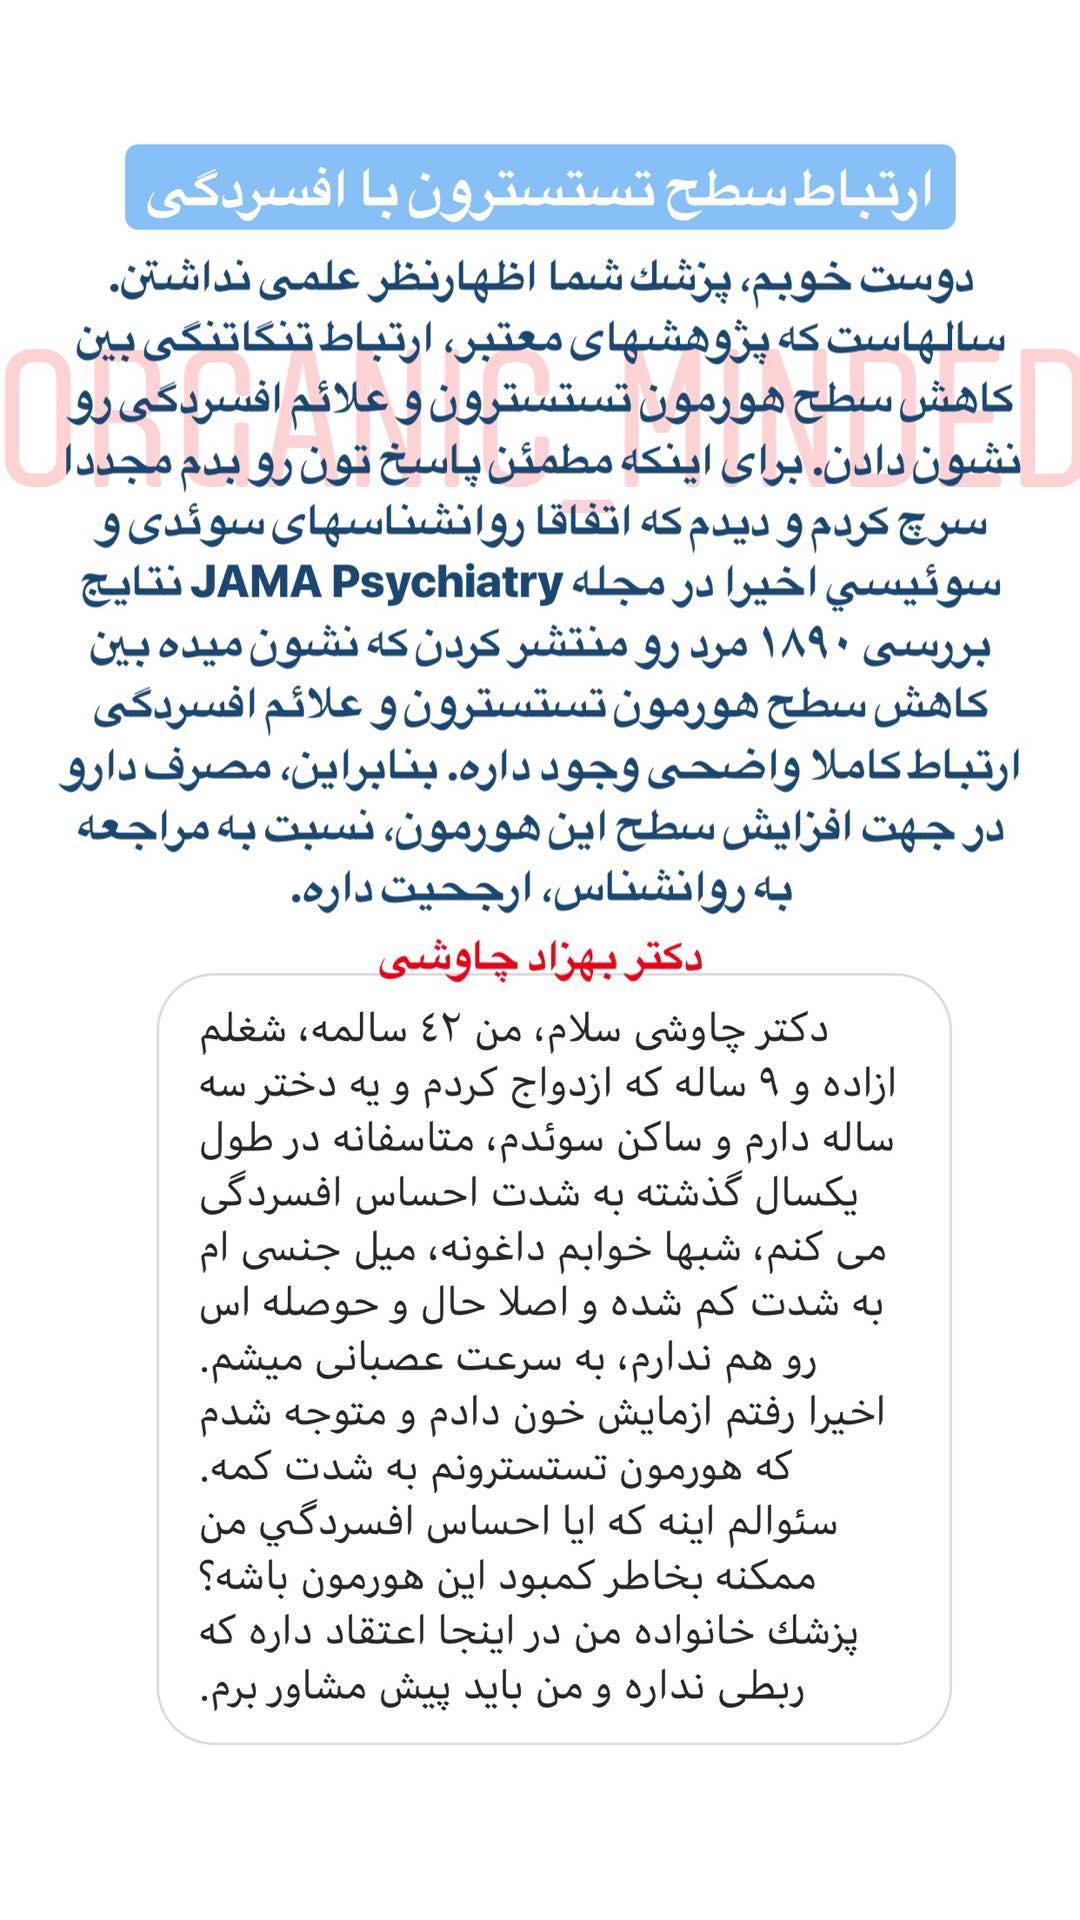 ارتباط سطح تستسترون با افسردگی
دوست خوبم، پزشك شما اظهارنظر علمی نداشتن.
سالهاست که پژوهشهای معتبر، ارتباط تنگاتنگی بین
کاهش سطح هورمون تستسترون و علائم افسردگی رو
نشون دادن. برای اینکه مطمئن پاسخ تون رو بدم مجددا
سرچ کردم و دیدم که اتفاقا روانشناسهای سوئدی و
سوئیسي اخیرا در مجله JAMA Psychiatry نتایج
بررسی ۱۸۹۰ مرد رو منتشر کردن که نشون میده بین
کاهش سطح هورمون تستسترون و علائم افسردگی
ارتباط کاملا واضحی وجود داره. بنابراین، مصرف دارو
در جهت افزایش سطح این هورمون، نسبت به مراجعه
به روانشناس، ارجحیت داره.
ORGANIC_MINDED
دکتر بهزاد چاوشی
دکتر چاوشی سلام، من ٤٢ سالمه، شغلم
ازاده و ٩ ساله که ازدواج کردم و یه دختر سه
ساله دارم و ساکن سوئدم، متاسفانه در طول
یکسال گذشته به شدت احساس افسردگی
می کنم، شبها خوابم داغونه، میل جنسی ام
به شدت کم شده و اصلا حال و حوصله اس
رو هم ندارم، به سرعت عصبانی میشم.
اخیرا رفتم ازمایش خون دادم و متوجه شدم
که هورمون تستسترونم به شدت کمه.
سئوالم اینه که ایا احساس افسردگي من
ممکنه بخاطر کمبود این هورمون باشه؟
پزشك خانواده من در اینجا اعتقاد داره که
ربطی نداره و من باید پیش مشاور برم.